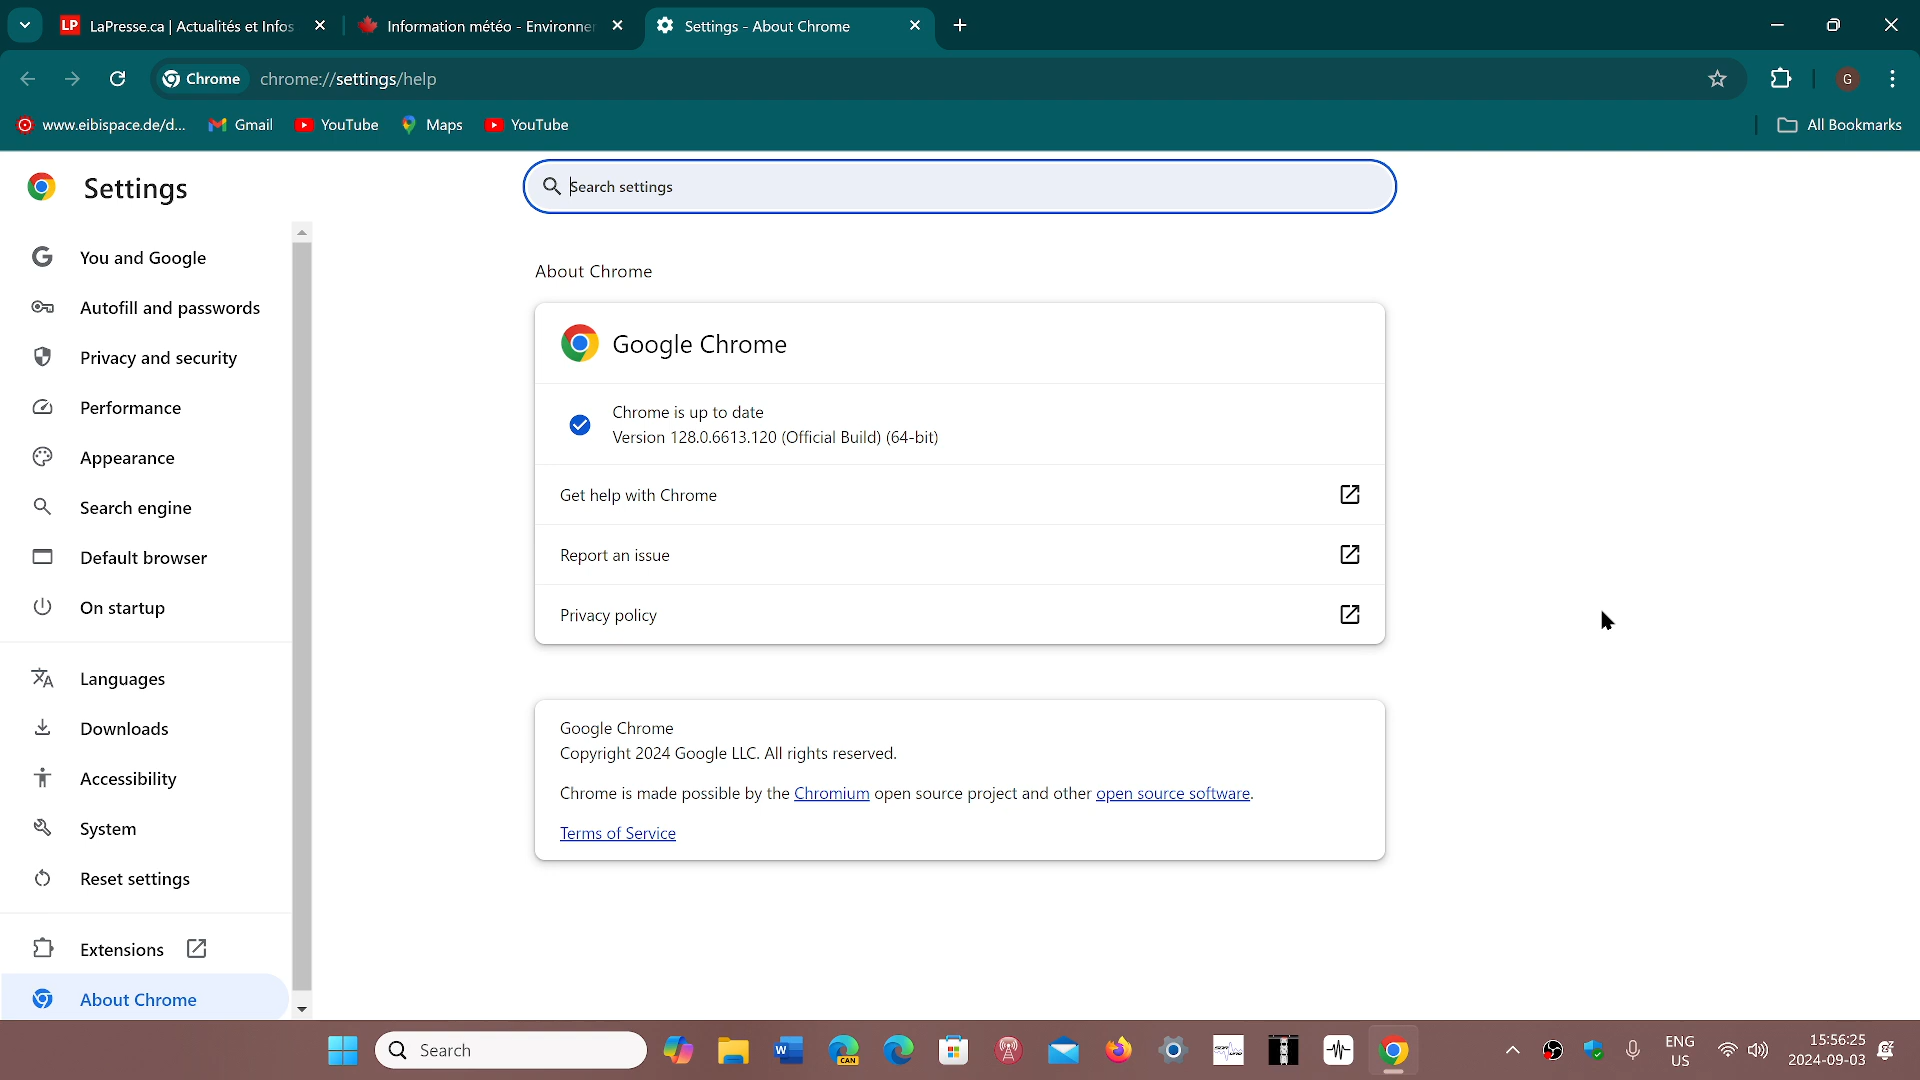 LP LaPresse.ca | Actualités et Infos
Information météo - Environne
Settings - About Chrome
Chrome chrome://settings/help
G
www.eibispace.de/d...
Gmail
YouTube
Maps
YouTube
All Bookmarks
Settings
Search settings
You and Google
Autofill and passwords
Privacy and security
Performance
Appearance
Search engine
Default browser
On startup
Languages
Downloads
Accessibility
System
Reset settings
Extensions
About Chrome
About Chrome
Google Chrome
Chrome is up to date
Version 128.0.6613.120 (Official Build) (64-bit)
Get help with Chrome
Report an issue
Privacy policy
Google Chrome
Copyright 2024 Google LLC. All rights reserved.
Chrome is made possible by the Chromium open source project and other open source software.
Terms of Service
Search
W
CAN
ENG
US
15:56:25
2024-09-03